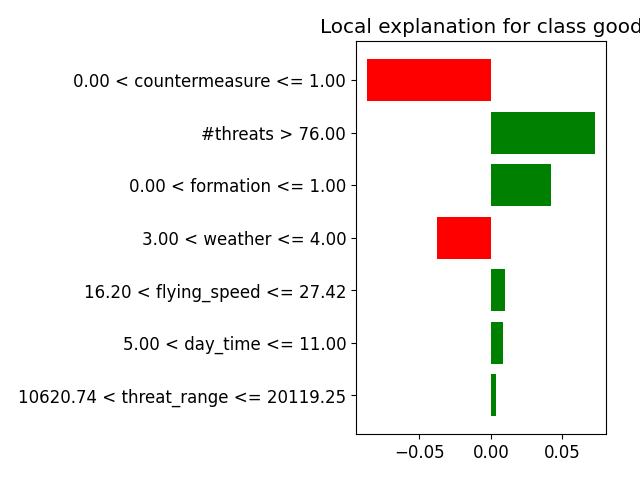 Local explanation for class good
0.00 < countermeasure <= 1.00
#threats > 76.00
0.00 < formation <= 1.00
3.00 < weather <= 4.00
16.20 < flying_speed <= 27.42
5.00 < day_time <= 11.00
10620.74 < threat_range <= 20119.25
−0.05 0.00 0.05